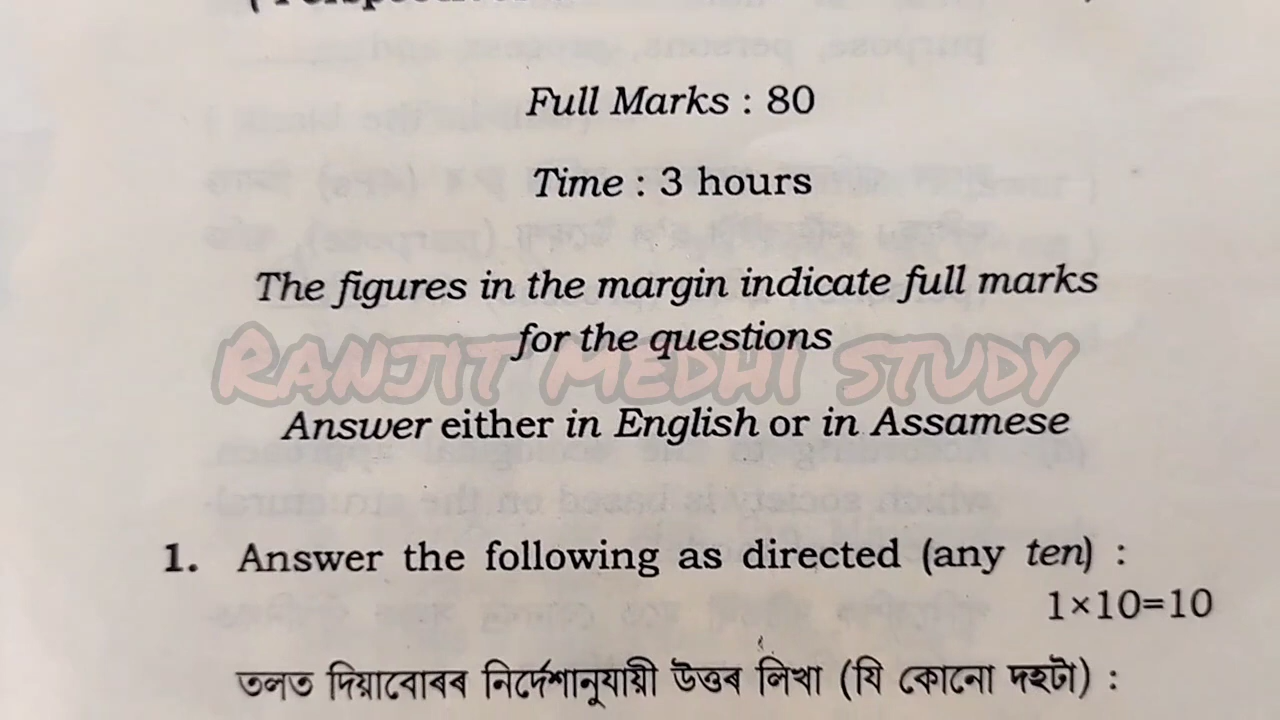 Full Marks : 80
Time : 3 hours
The figures in the margin indicate full marks
for the questions
RANJIT MEDHI STUDY
Answer either in English or in Assamese
1. Answer the following as directed (any ten) :
1×10=10
তলত দিয়াবোৰৰ নিৰ্দেশানুযায়ী উত্তৰ লিখা (যি কোনো দহটা) :